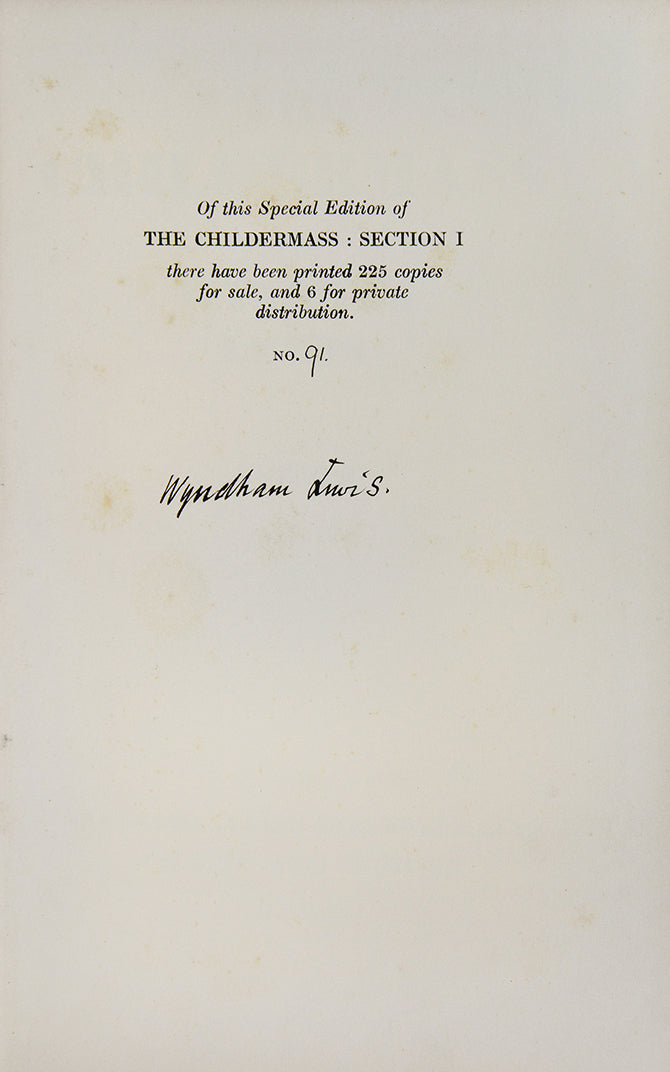 Of this Special Edition of
THE CHILDERMASS : SECTION I
there have been printed 225 copies
for sale, and 6 for private
distribution.
NO. 91.
Wyndham Lewis.